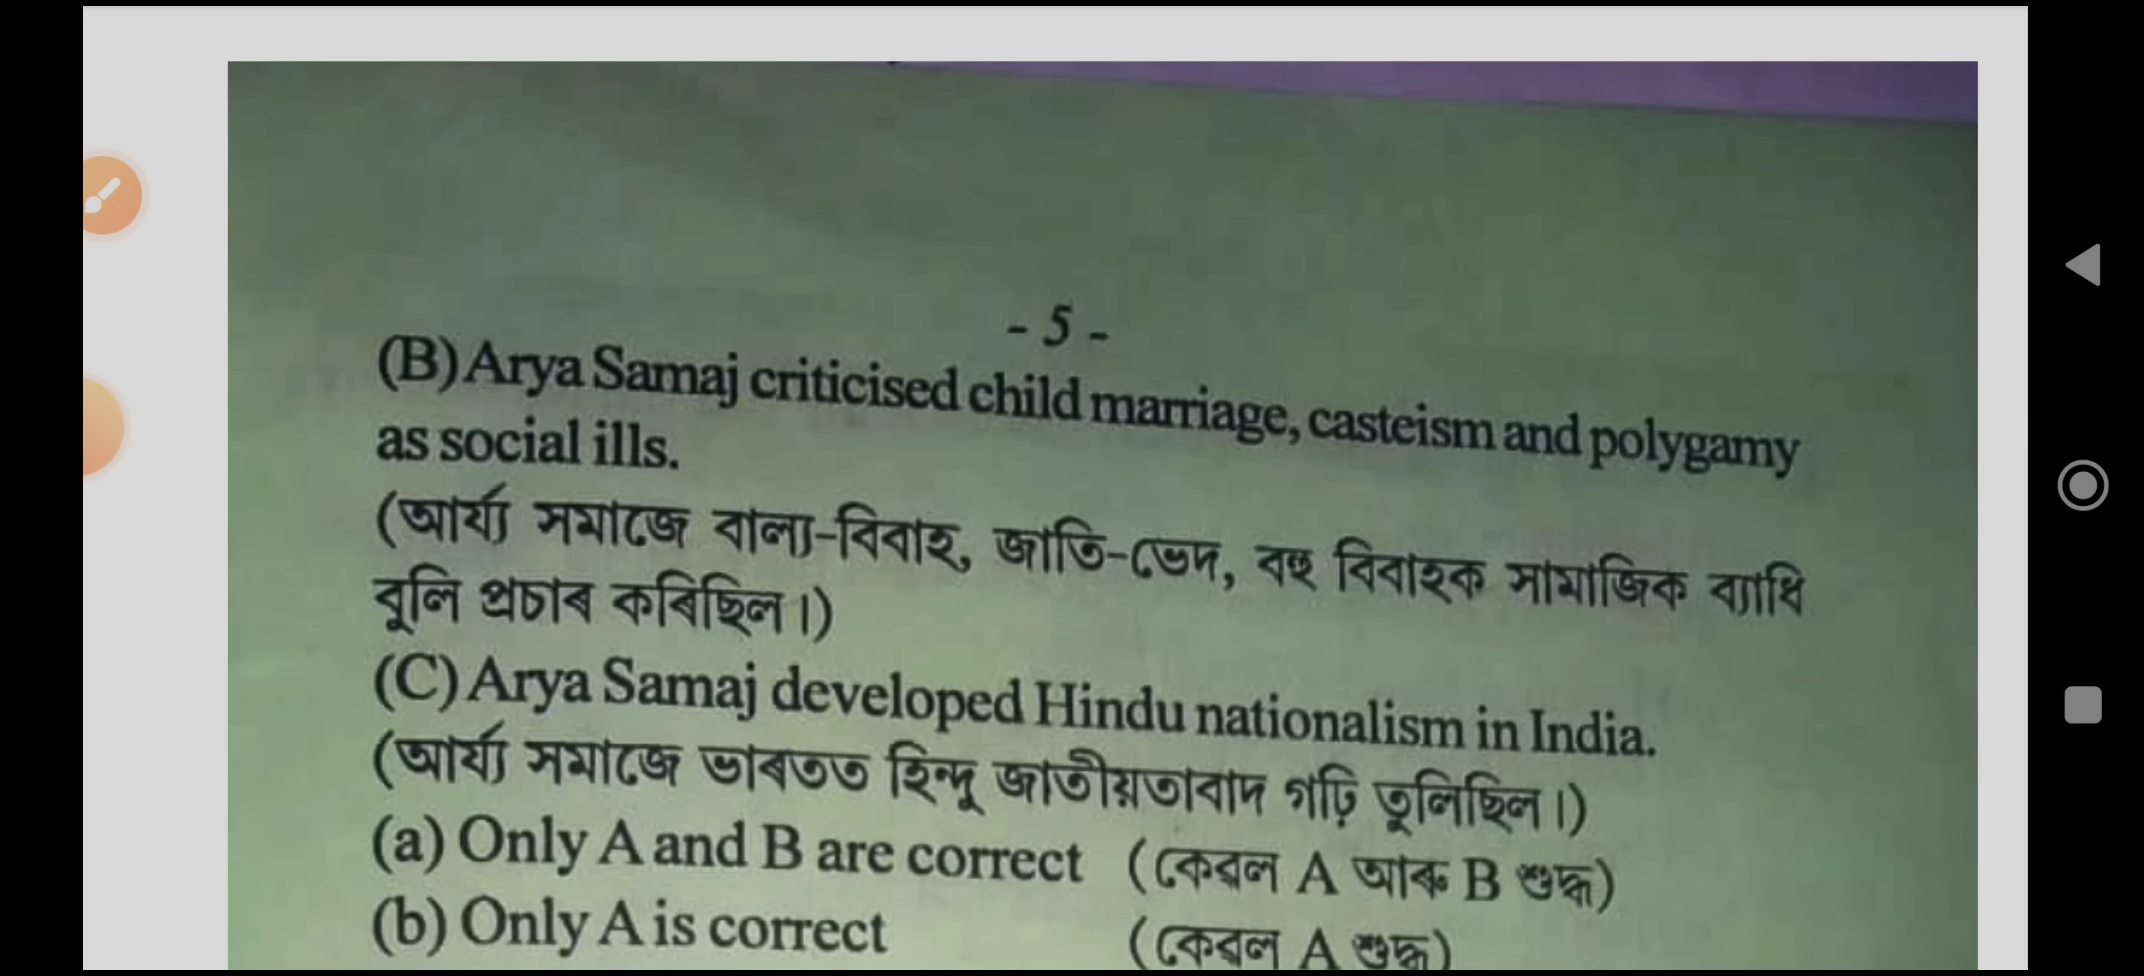 - 5 -
(B) Arya Samaj criticised child marriage, casteism and polygamy
as social ills.
(আৰ্য্য সমাজে বাল্য-বিবাহ, জাতি-ভেদ, বহু বিবাহক সামাজিক ব্যাধি
বুলি প্ৰচাৰ কৰিছিল।)
(C) Arya Samaj developed Hindu nationalism in India.
(আৰ্য্য সমাজে ভাৰতত হিন্দু জাতীয়তাবাদ গঢ়ি তুলিছিল।)
(a) Only A and B are correct (কেৱল A আৰু B শুদ্ধ)
(b) Only A is correct (কেৱল A শুদ্ধ)